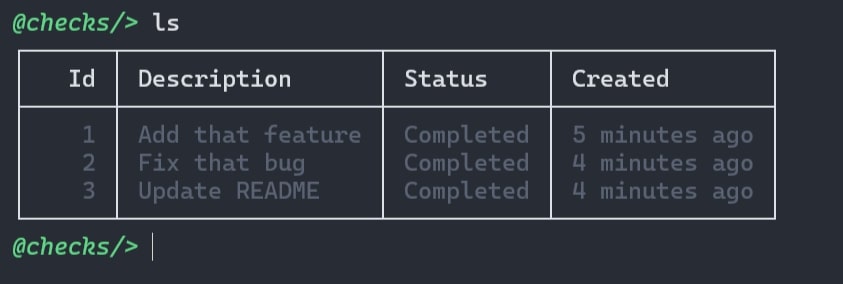 @checks/> ls
Id Description Status Created
1 Add that feature Completed 5 minutes ago
2 Fix that bug Completed 4 minutes ago
3 Update README Completed 4 minutes ago
@checks/>